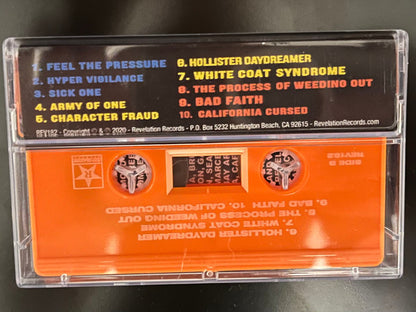 1. FEEL THE PRESSURE
2. HYPER VIGILANCE
3. SICK ONE
4. ARMY OF ONE
5. CHARACTER FRAUD
6. HOLLISTER DAYDREAMER
7. WHITE COAT SYNDROME
8. THE PROCESS OF WEEDING OUT
9. BAD FAITH
10. CALIFORNIA CURSED
REV182 - Copyright © ℗ 2020 - Revelation Records - P.O. Box 5232 Huntington Beach, CA 92615 - RevelationRecords.com
SIDE B
REV182
6. HOLLISTER DAYDREAMER
7. WHITE COAT SYNDROME
8. THE PROCESS OF WEEDING OUT
9. BAD FAITH 10. CALIFORNIA CURSED